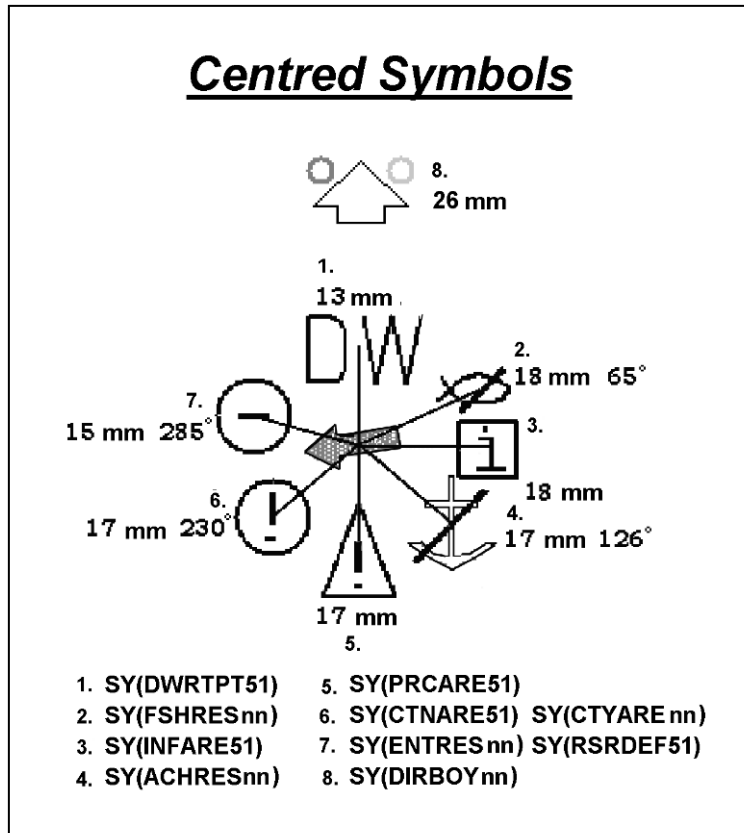 Centred Symbols
8.
26 mm
1.
13 mm
DW
2.
18 mm 65°
7.
15 mm 285°
3.
i
18 mm
6.
17 mm 230°
!
4.
17 mm 126°
!
17 mm
5.
1. SY(DWRTPT51) 5. SY(PRCARE51)
2. SY(FSHRESnn) 6. SY(CTNARE51) SY(CTYAREnn)
3. SY(INFARE51) 7. SY(ENTRESnn) SY(RSRDEF51)
4. SY(ACHRESnn) 8. SY(DIRBOYnn)